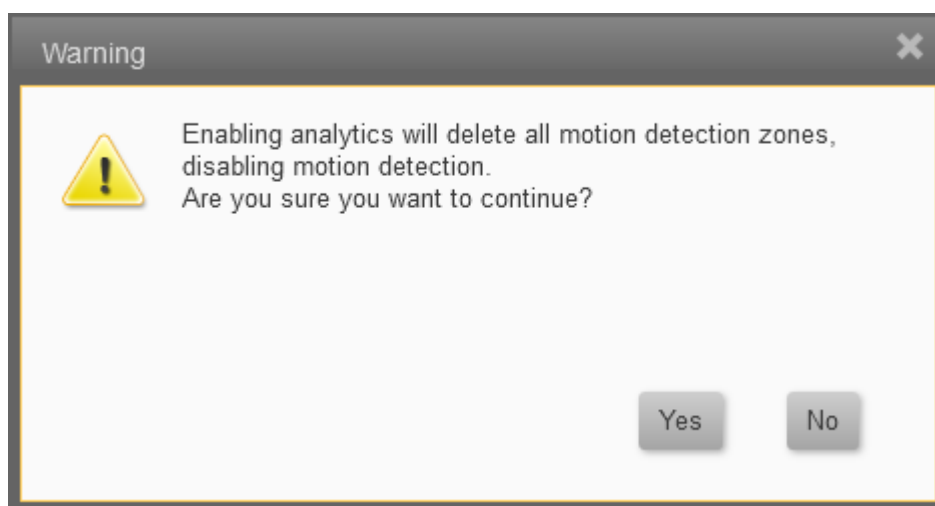 Warning
Enabling analytics will delete all motion detection zones,
disabling motion detection.
Are you sure you want to continue?
Yes No